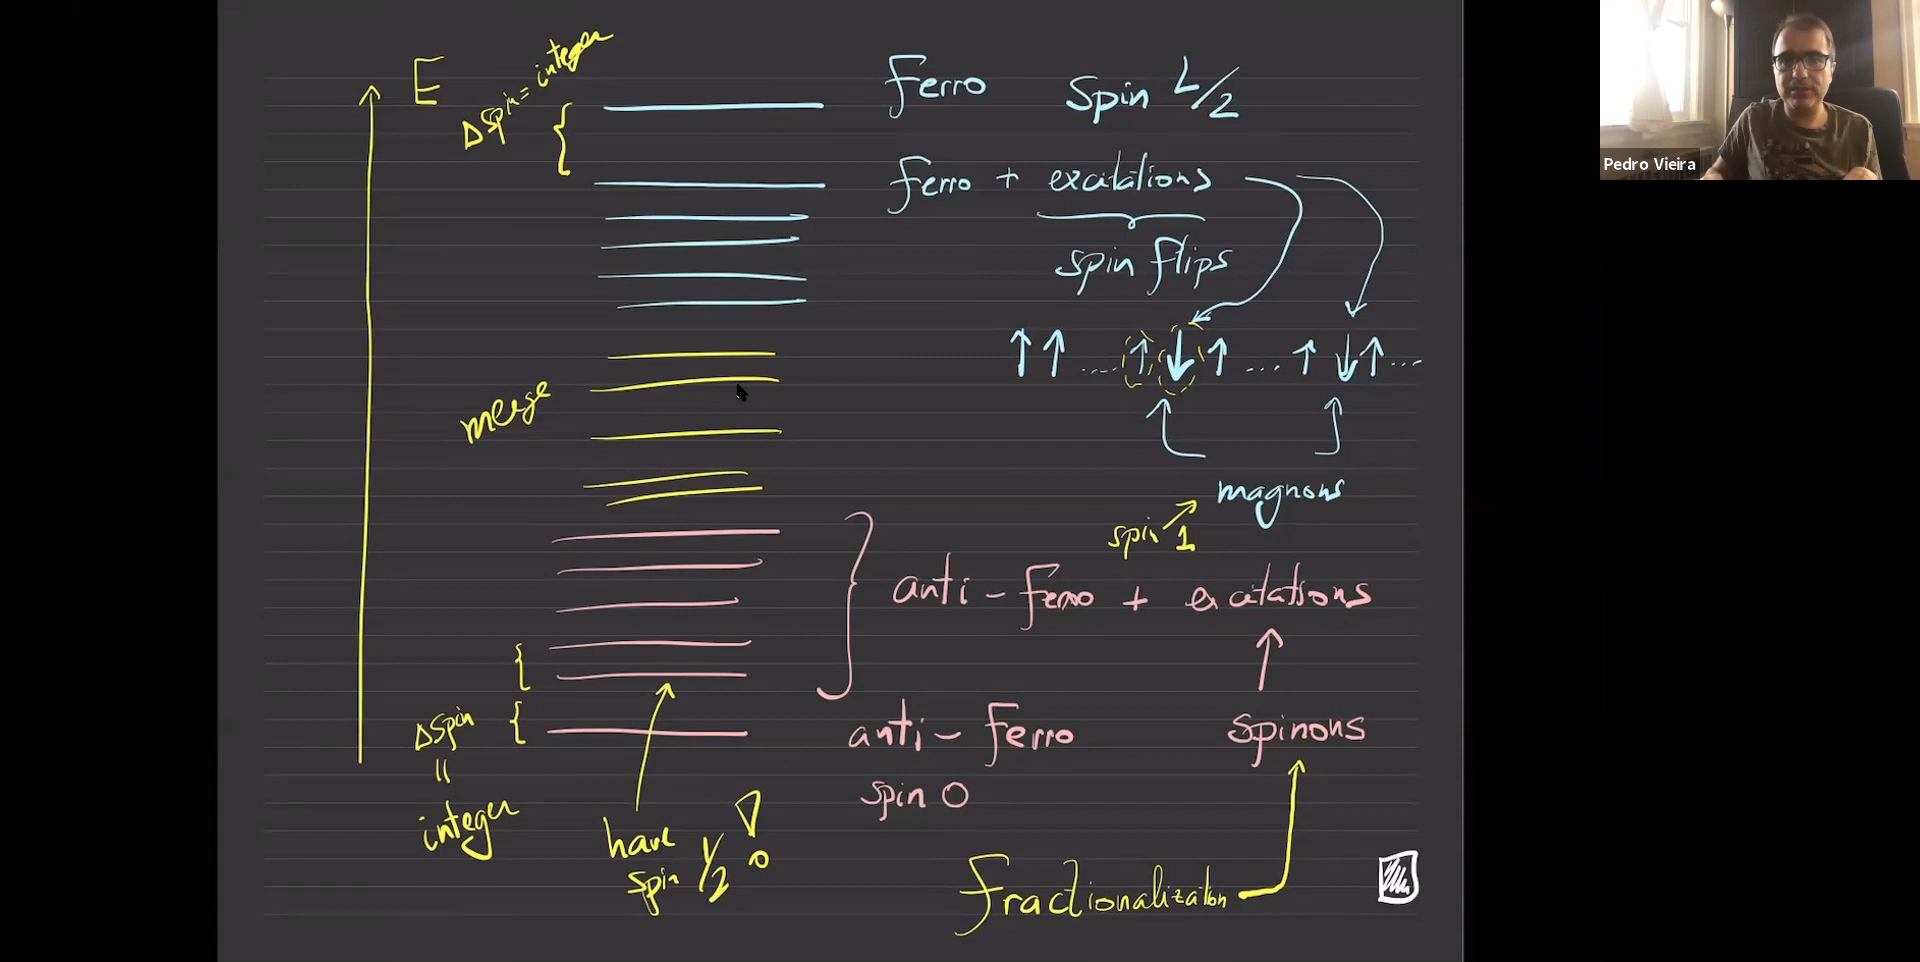 E
Δspin = integer
ferro spin L/2
ferro + excitations
spin flips
↑ ↑ ..... ↑ ↓ ↑ ... ↑ ↓ ↑ ....
merge
magnons
spin 1
anti - ferro + excitations
spinons
anti - ferro
spin 0
Δspin
=
integer
have
spin 1/2 !
fractionalization
Pedro Vieira